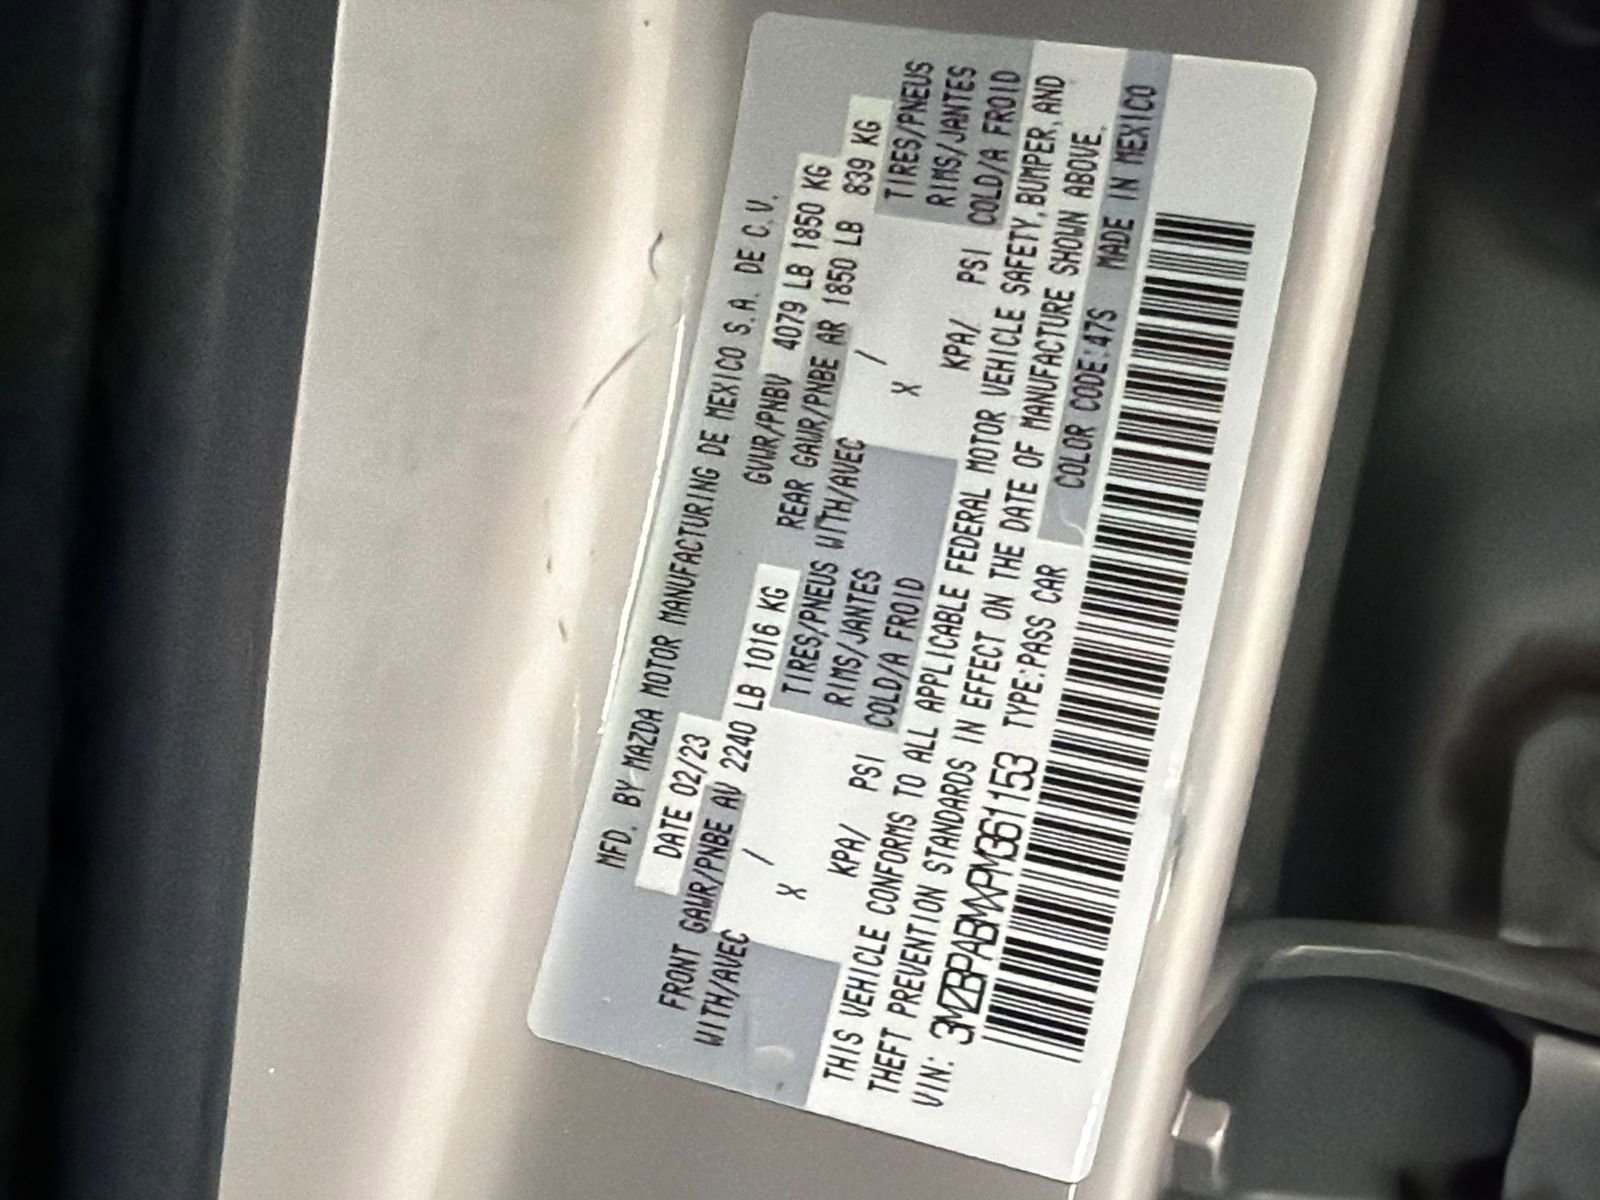 MFD. BY MAZDA MOTOR MANUFACTURING DE MEXICO S.A. DE C.V.
DATE 02/23 GVWR/PNBV 4079 LB 1850 KG
FRONT GAWR/PNBE AV 2240 LB 1016 KG REAR GAWR/PNBE AR 1850 LB 839 KG
WITH/AVEC TIRES/PNEUS WITH/AVEC TIRES/PNEUS
X / RIMS/JANTES X / RIMS/JANTES
KPA/ PSI COLD/A FROID KPA/ PSI COLD/A FROID
THIS VEHICLE CONFORMS TO ALL APPLICABLE FEDERAL MOTOR VEHICLE SAFETY, BUMPER, AND
THEFT PREVENTION STANDARDS IN EFFECT ON THE DATE OF MANUFACTURE SHOWN ABOVE.
VIN: 3MZBPABMXPM361153 TYPE:PASS CAR COLOR CODE:47S MADE IN MEXICO